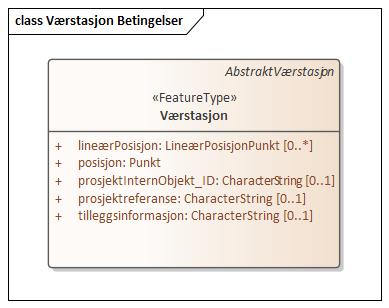 class Værstasjon Betingelser
AbstraktVærstasjon
«FeatureType»
Værstasjon
+ lineærPosisjon: LineærPosisjonPunkt [0..*]
+ posisjon: Punkt
+ prosjektInternObjekt_ID: CharacterString [0..1]
+ prosjektreferanse: CharacterString [0..1]
+ tilleggsinformasjon: CharacterString [0..1]